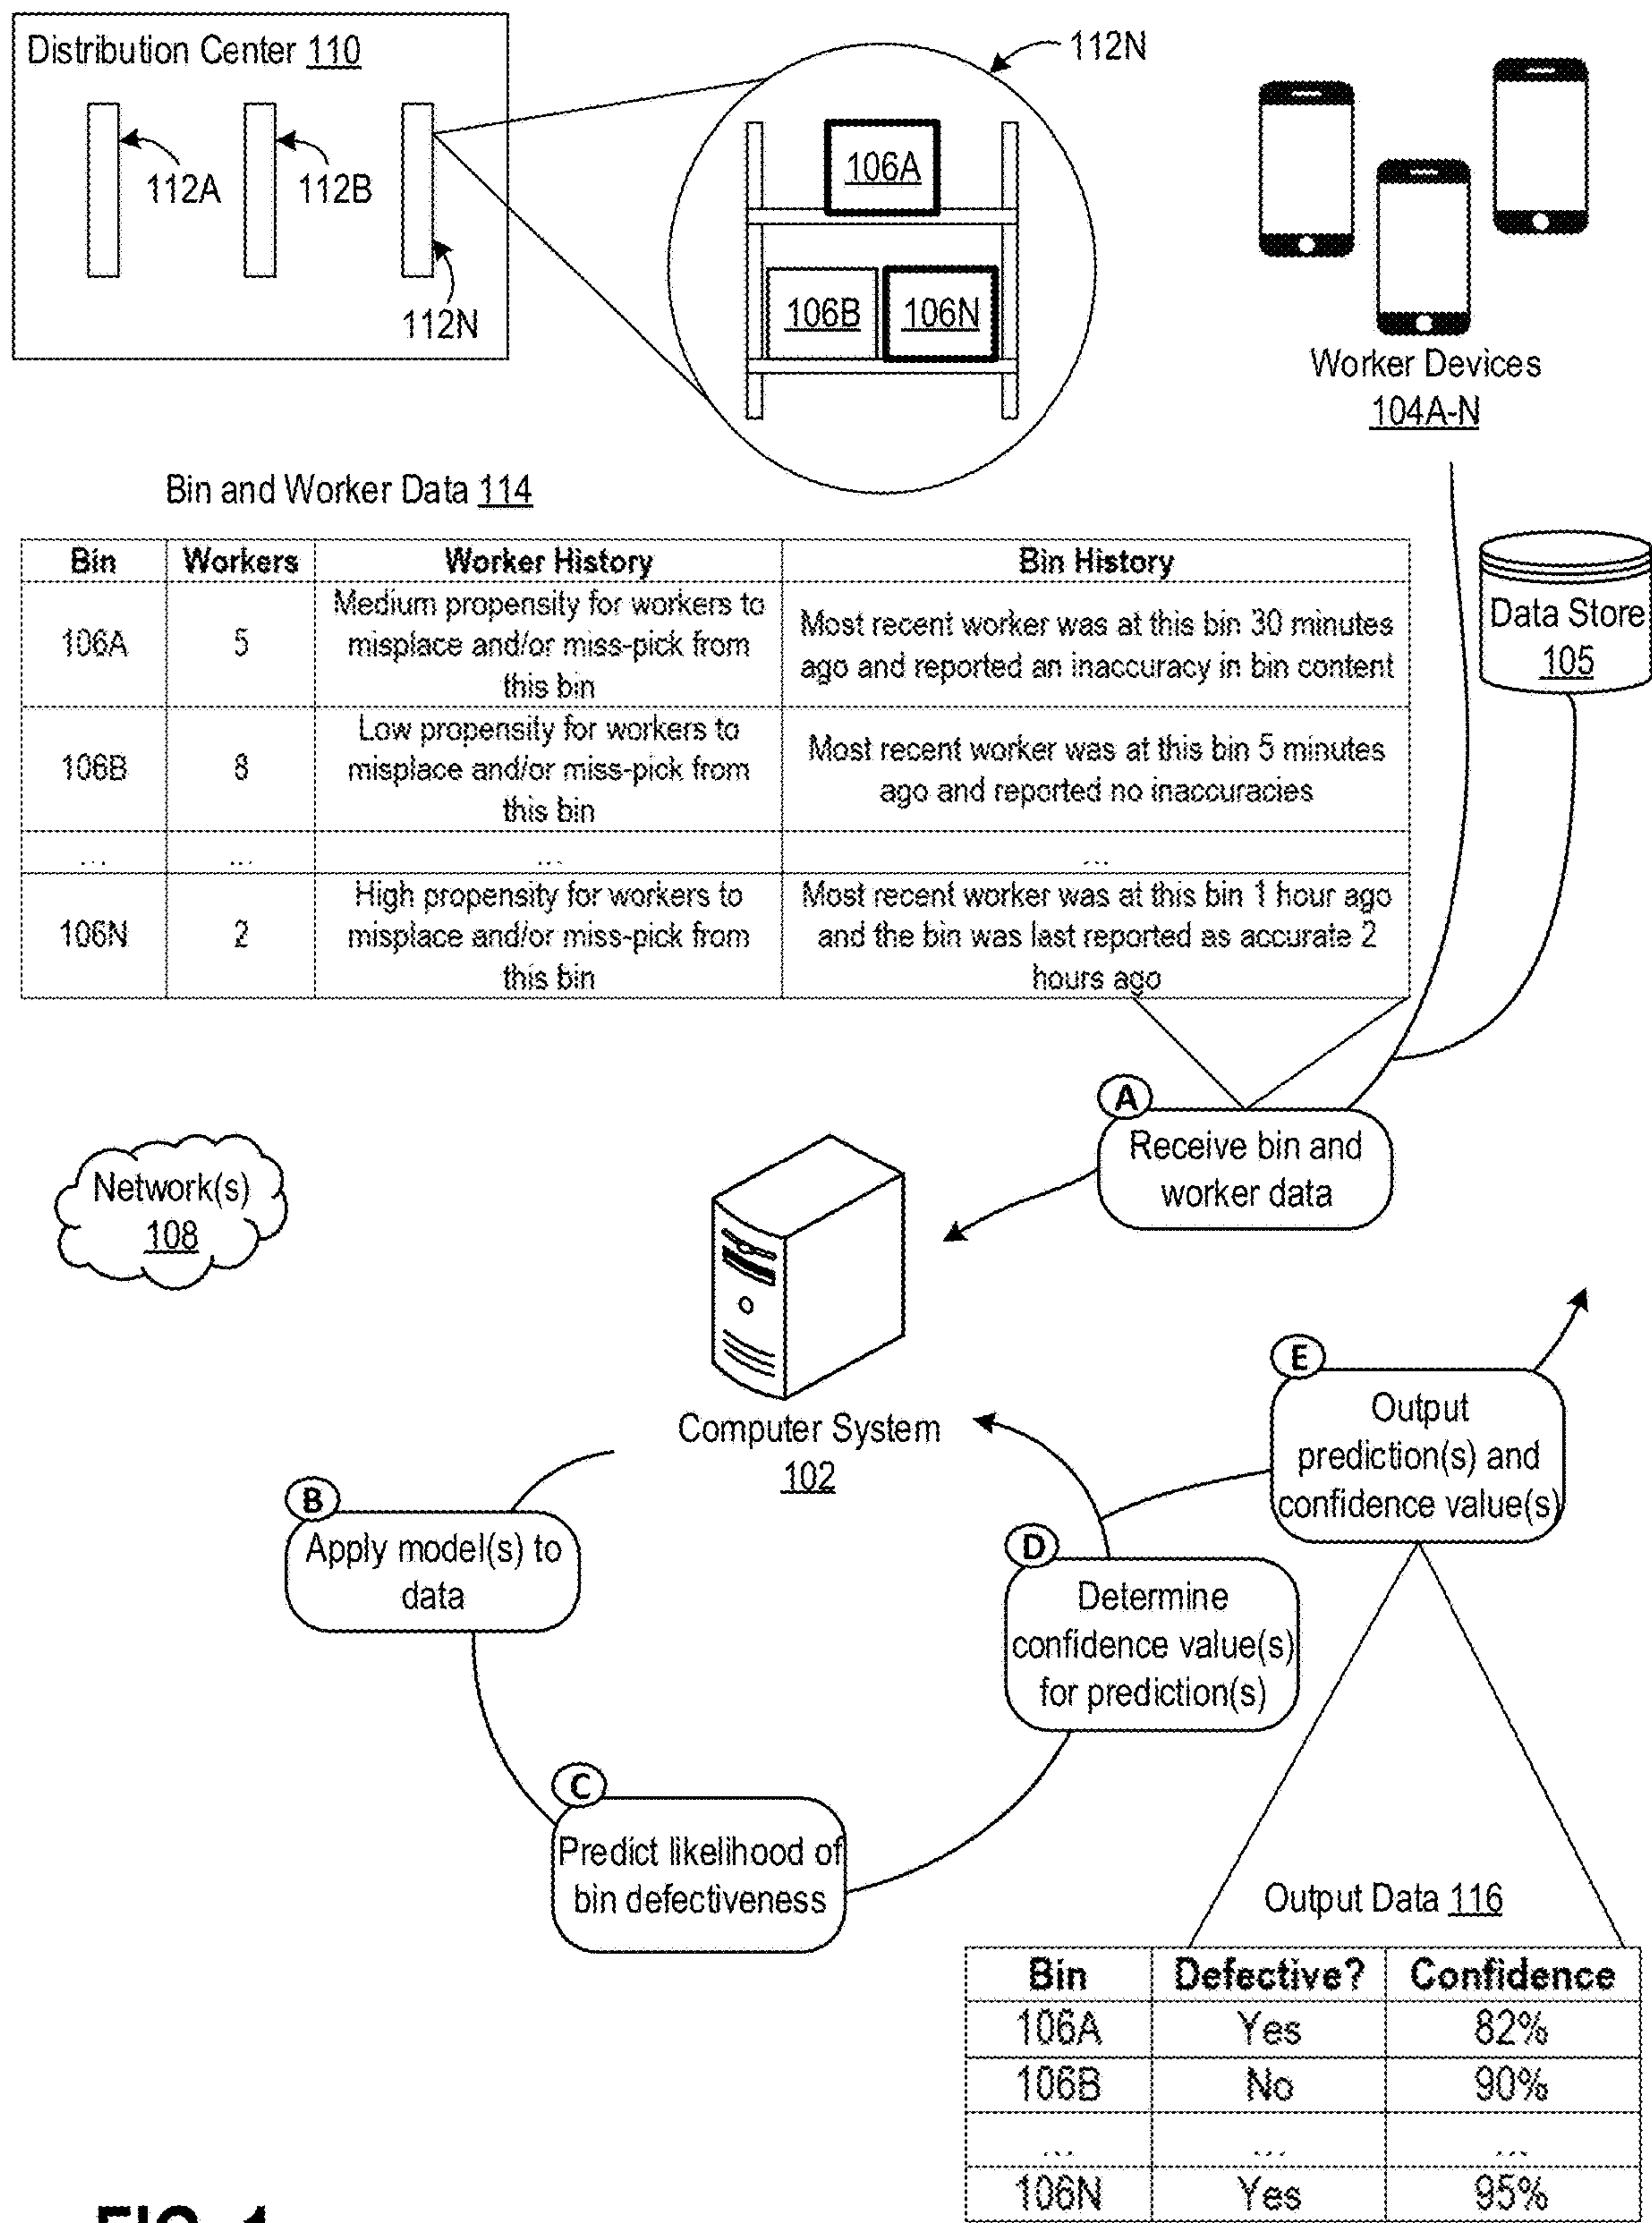 Distribution Center 110
112A
112B
112N
112N
106A
106B
106N
Worker Devices
104A-N
Bin and Worker Data 114
Bin Workers Worker History Bin History
106A 5 Medium propensity for workers to misplace and/or miss-pick from this bin Most recent worker was at this bin 30 minutes ago and reported an inaccuracy in bin content
106B 8 Low propensity for workers to misplace and/or miss-pick from this bin Most recent worker was at this bin 5 minutes ago and reported no inaccuracies
... ... ... ...
106N 2 High propensity for workers to misplace and/or miss-pick from this bin Most recent worker was at this bin 1 hour ago and the bin was last reported as accurate 2 hours ago
Data Store
105
A
Receive bin and
worker data
Network(s)
108
Computer System
102
B
Apply model(s) to
data
C
Predict likelihood of
bin defectiveness
D
Determine
confidence value(s)
for prediction(s)
E
Output
prediction(s) and
confidence value(s)
Output Data 116
Bin Defective? Confidence
106A Yes 82%
106B No 90%
... ... ...
106N Yes 95%
FIG. 1